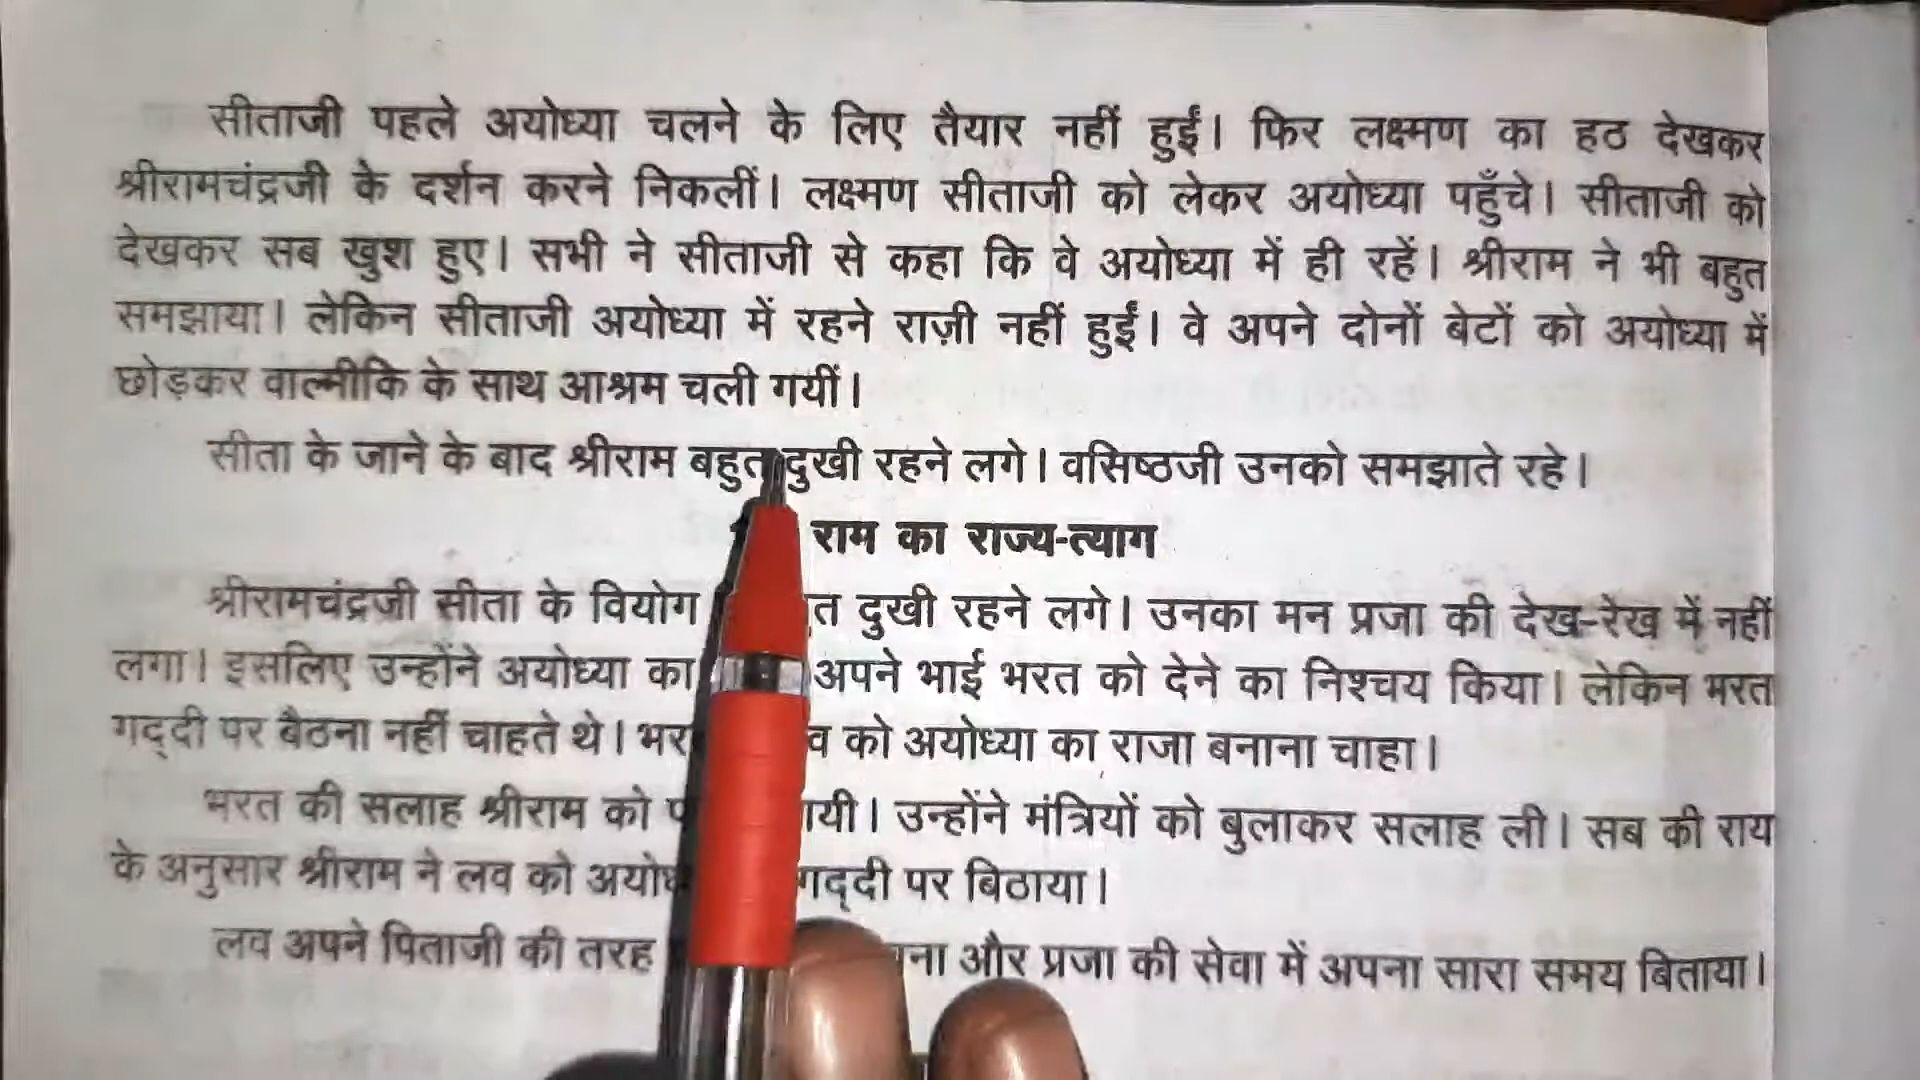 सीताजी पहले अयोध्या चलने के लिए तैयार नहीं हुईं। फिर लक्ष्मण का हठ देखकर
श्रीरामचंद्रजी के दर्शन करने निकलीं। लक्ष्मण सीताजी को लेकर अयोध्या पहुँचे। सीताजी को
देखकर सब खुश हुए। सभी ने सीताजी से कहा कि वे अयोध्या में ही रहें। श्रीराम ने भी बहुत
समझाया। लेकिन सीताजी अयोध्या में रहने राज़ी नहीं हुईं। वे अपने दोनों बेटों को अयोध्या में
छोड़कर वाल्मीकि के साथ आश्रम चली गयीं।
सीता के जाने के बाद श्रीराम बहुत दुखी रहने लगे। वसिष्ठजी उनको समझाते रहे।
राम का राज्य-त्याग
श्रीरामचंद्रजी सीता के वियोग दुखी रहने लगे। उनका मन प्रजा की देख-रेख में नहीं
लगा। इसलिए उन्होंने अयोध्या का अपने भाई भरत को देने का निश्चय किया। लेकिन भरत
गद्‌दी पर बैठना नहीं चाहते थे। को अयोध्या का राजा बनाना चाहा।
भरत की सलाह श्रीराम को उन्होंने मंत्रियों को बुलाकर सलाह ली। सब की राय
के अनुसार श्रीराम ने लव को गद्‌दी पर बिठाया।
लव अपने पिताजी की तरह और प्रजा की सेवा में अपना सारा समय बिताया।